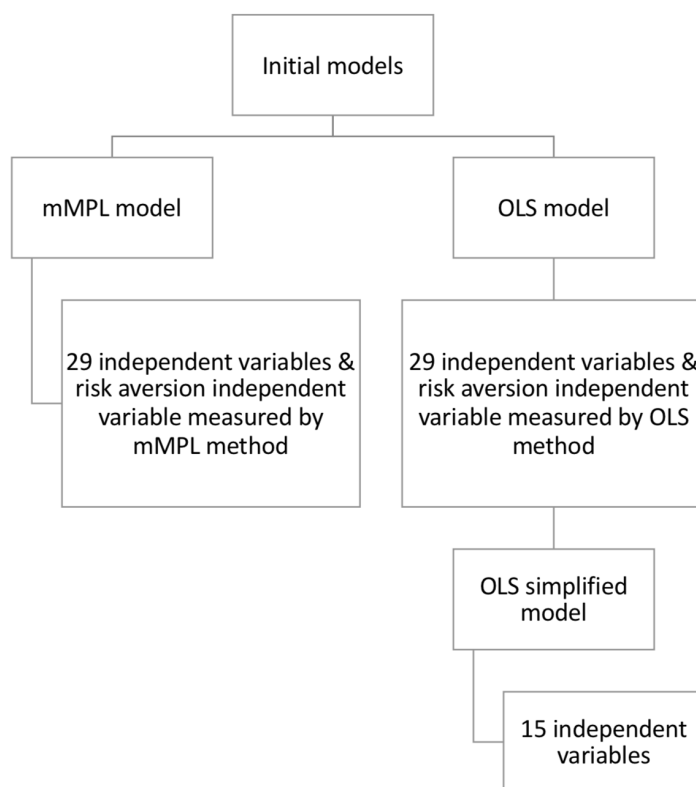 Initial models
mMPL model
OLS model
29 independent variables &
risk aversion independent
variable measured by
mMPL method
29 independent variables &
risk aversion independent
variable measured by OLS
method
OLS simplified
model
15 independent
variables